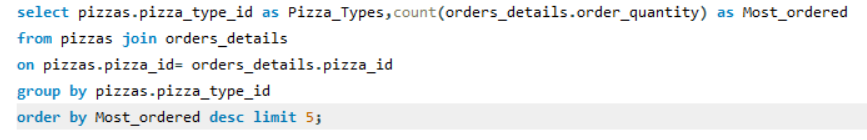 select pizzas.pizza_type_id as Pizza_Types,count(orders_details.order_quantity) as Most_ordered
from pizzas join orders_details
on pizzas.pizza_id= orders_details.pizza_id
group by pizzas.pizza_type_id
order by Most_ordered desc limit 5;